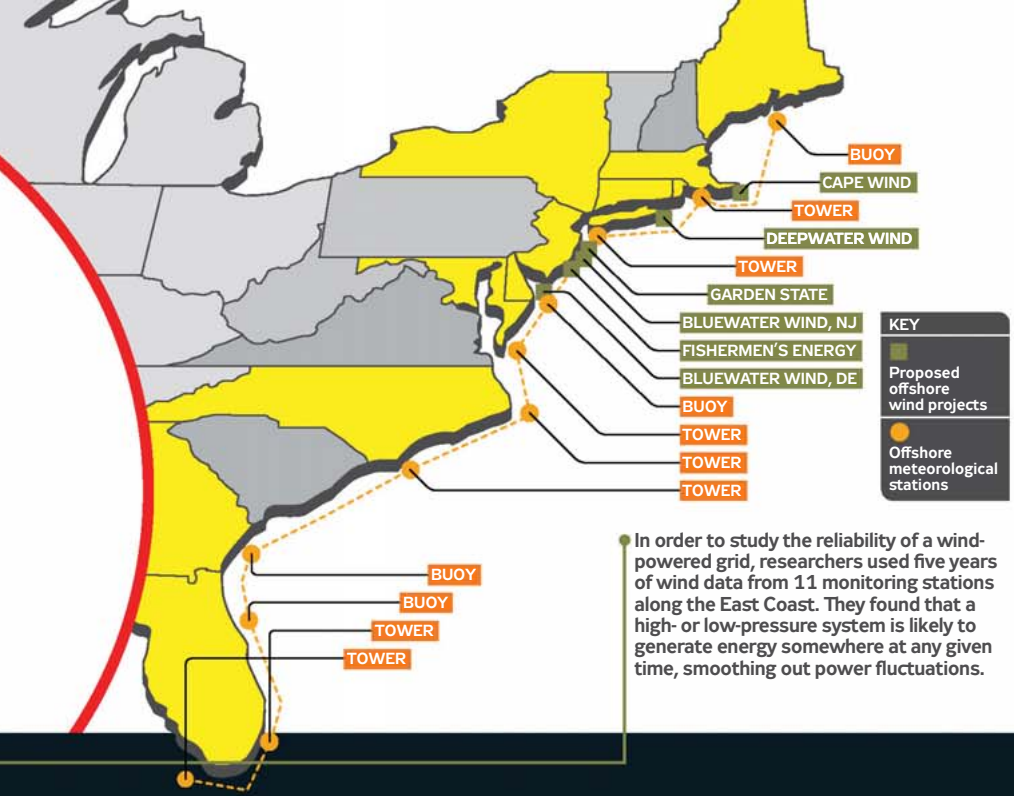 BUOY
CAPE WIND
TOWER
DEEPWATER WIND
TOWER
GARDEN STATE
BLUEWATER WIND, NJ
FISHERMEN'S ENERGY
BLUEWATER WIND, DE
BUOY
TOWER
TOWER
TOWER
KEY
Proposed
offshore
wind projects
Offshore
meteorological
stations
In order to study the reliability of a wind-
powered grid, researchers used five years
of wind data from 11 monitoring stations
along the East Coast. They found that a
high- or low-pressure system is likely to
generate energy somewhere at any given
time, smoothing out power fluctuations.
BUOY
BUOY
TOWER
TOWER